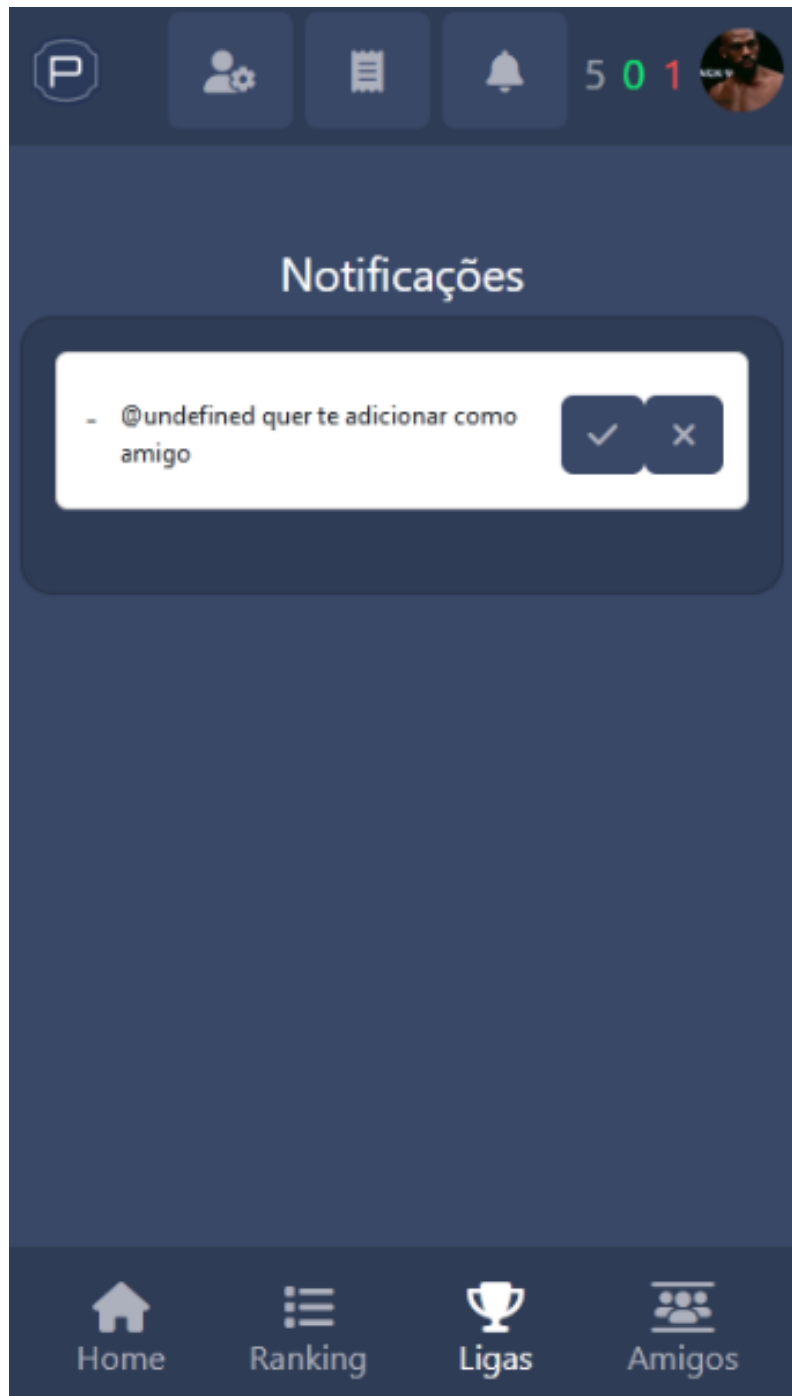 P
5 0 1
Notificações
- @undefined quer te adicionar como
amigo
Home Ranking Ligas Amigos